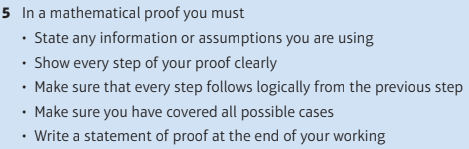 5 In a mathematical proof you must
• State any information or assumptions you are using
• Show every step of your proof clearly
• Make sure that every step follows logically from the previous step
• Make sure you have covered all possible cases
• Write a statement of proof at the end of your working